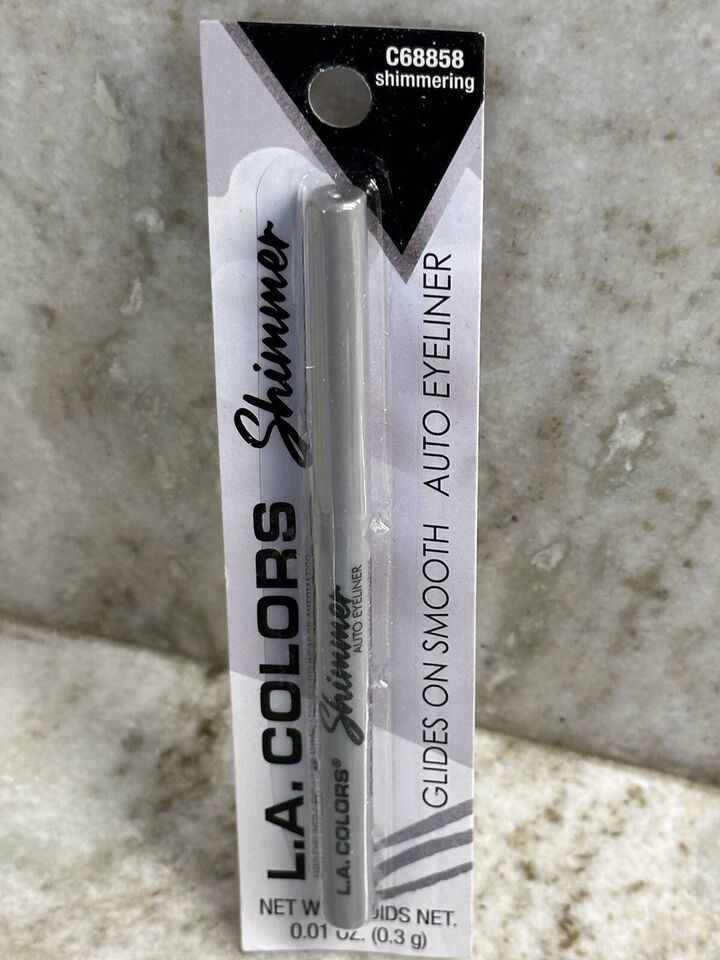 C68858
shimmering
L.A. COLORS Shimmer
L.A. COLORS® Shimmer
AUTO EYELINER
GLIDES ON SMOOTH AUTO EYELINER
NET W
IDS NET.
0.01 OZ. (0.3 g)